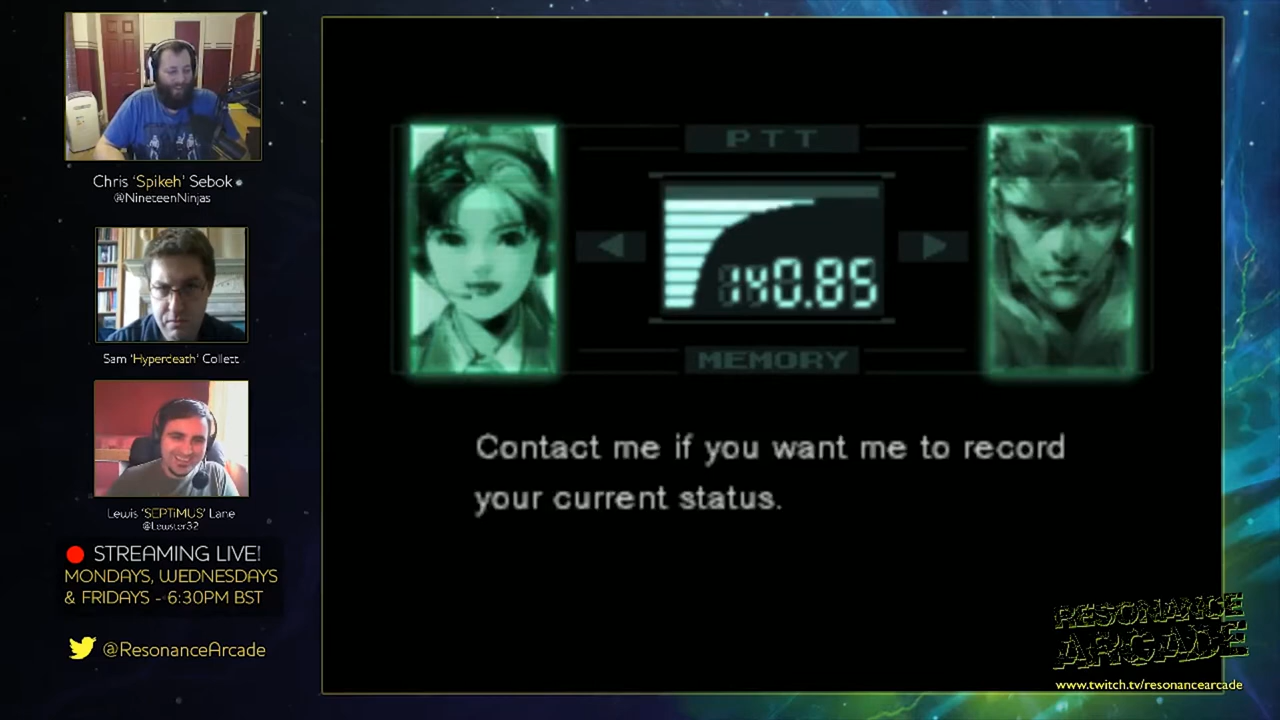 Chris ‘Spikeh’ Sebok
@NineteenNinjas
Sam ‘Hyperdeath’ Collett
Lewis ‘SEPTiMUS’ Lane
@Lewster32
STREAMING LIVE!
MONDAYS, WEDNESDAYS
& FRIDAYS - 6:30PM BST
@ResonanceArcade
PTT
140.85
MEMORY
Contact me if you want me to record
your current status.
RESONANCE
ARCADE
www.twitch.tv/resonancearcade